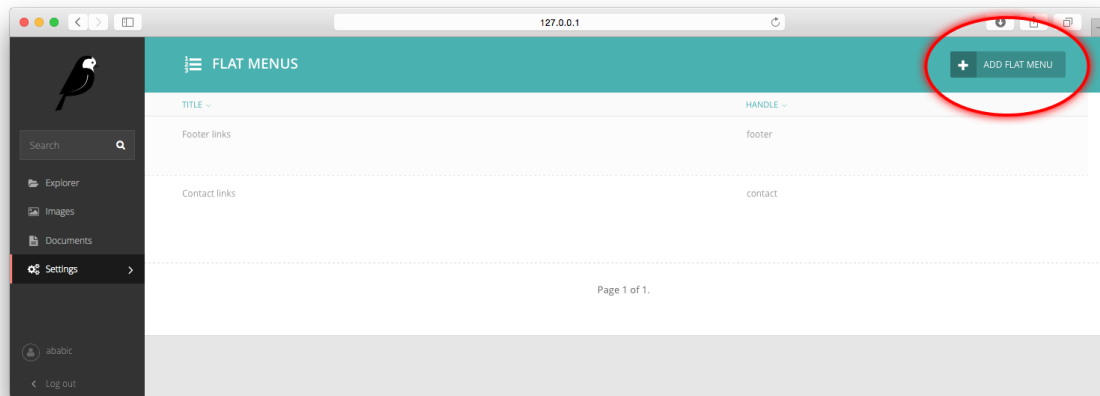 127.0.0.1
FLAT MENUS
ADD FLAT MENU
TITLE
HANDLE
Search
Footer links
footer
Explorer
Contact links
contact
Images
Documents
Settings
Page 1 of 1.
ababic
Log out